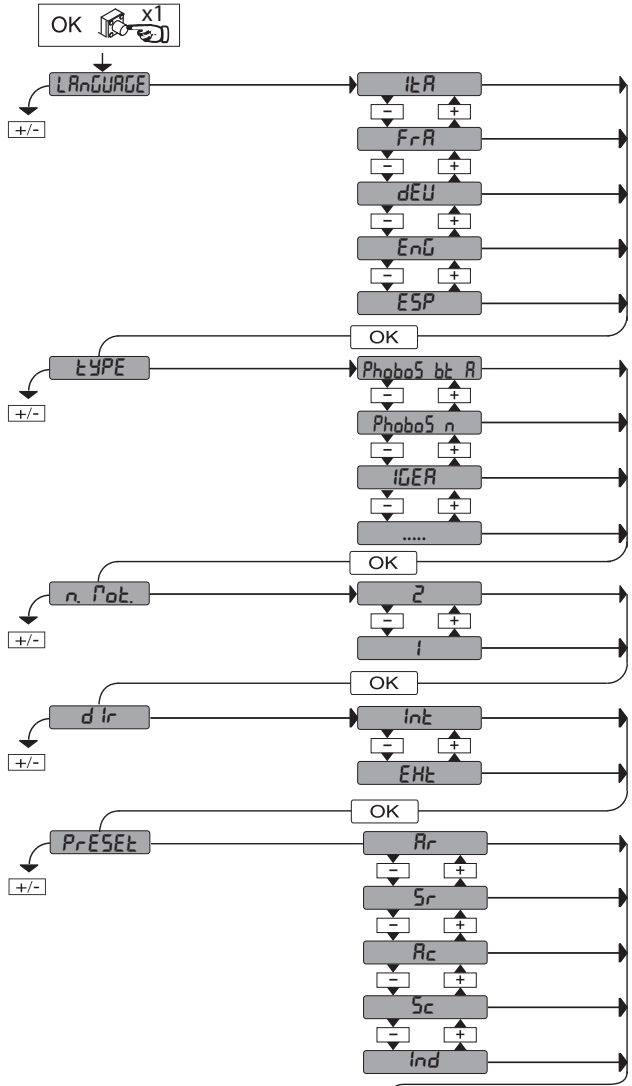 OK x1
LAnGUAGE
+/-
ItA
- +
FrA
- +
dEU
- +
EnG
- +
ESP
OK
tYPE
+/-
PhoboS bt A
- +
PhoboS n
- +
IGEA
- +
.....
OK
n. Mot.
+/-
2
- +
1
OK
dIr
+/-
Int
- +
EHt
OK
PrESEt
+/-
Ar
- +
Sr
- +
Ac
- +
Sc
- +
Ind